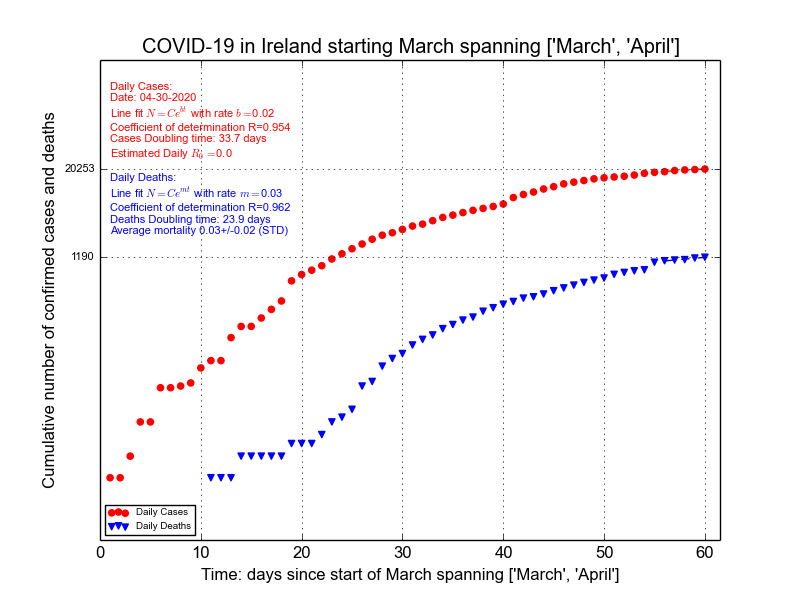 COVID-19 in Ireland starting March spanning ['March', 'April']
Daily Cases:
Date: 04-30-2020
Line fit N=Ce^{bt} with rate b=0.02
Coefficient of determination R=0.954
Cases Doubling time: 33.7 days
Estimated Daily R_0=0.0
Daily Deaths:
Line fit N=Ce^{mt} with rate m=0.03
Coefficient of determination R=0.962
Deaths Doubling time: 23.9 days
Average mortality 0.03+/-0.02 (STD)
20253
1190
Cumulative number of confirmed cases and deaths
Daily Cases
Daily Deaths
0 10 20 30 40 50 60
Time: days since start of March spanning ['March', 'April']